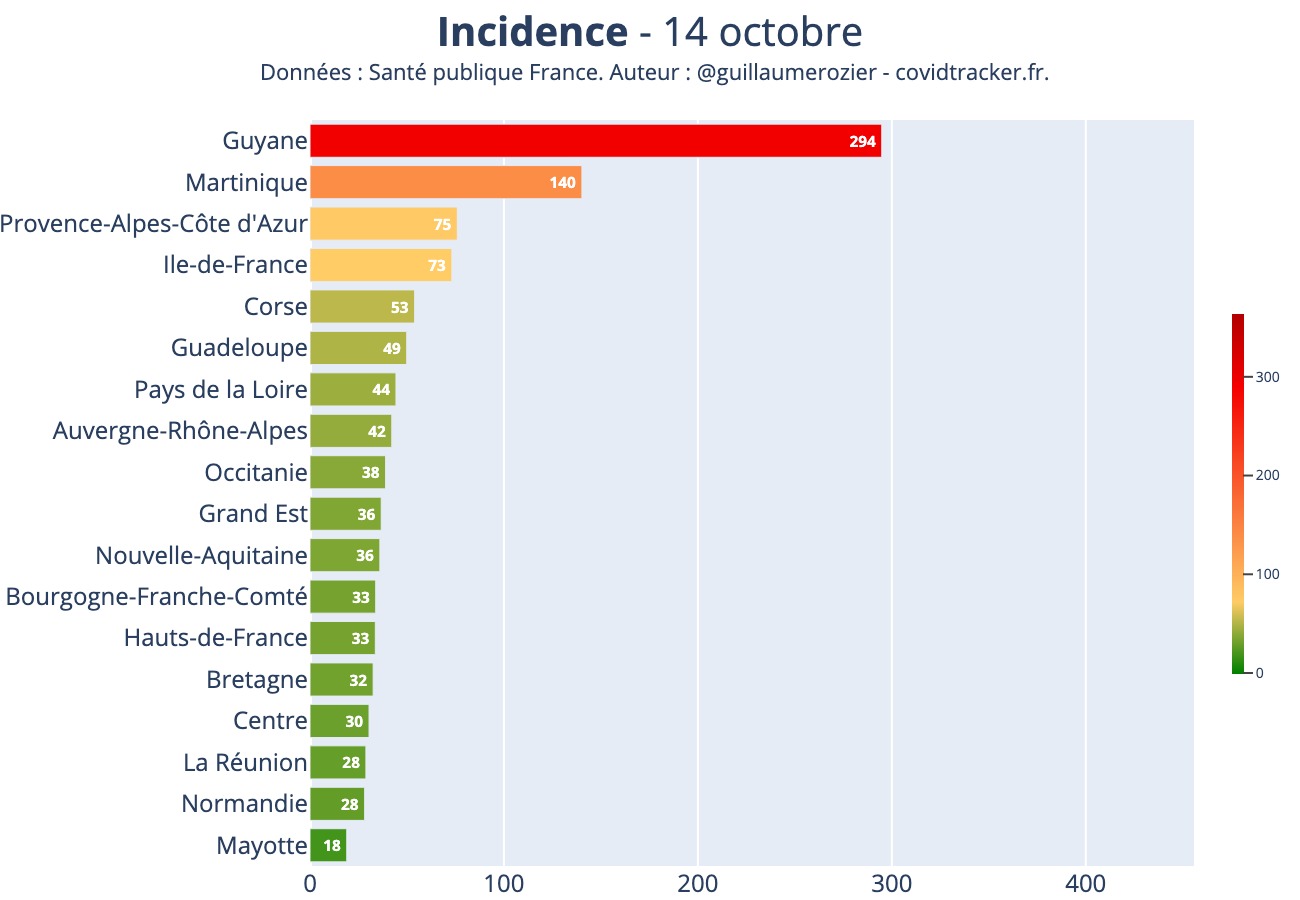 Incidence - 14 octobre
Données : Santé publique France. Auteur : @guillaumerozier - covidtracker.fr.
Guyane 294
Martinique 140
Provence-Alpes-Côte d'Azur 75
Ile-de-France 73
Corse 53
Guadeloupe 49
Pays de la Loire 44
Auvergne-Rhône-Alpes 42
Occitanie 38
Grand Est 36
Nouvelle-Aquitaine 36
Bourgogne-Franche-Comté 33
Hauts-de-France 33
Bretagne 32
Centre 30
La Réunion 28
Normandie 28
Mayotte 18
0 100 200 300 400
300
200
100
0